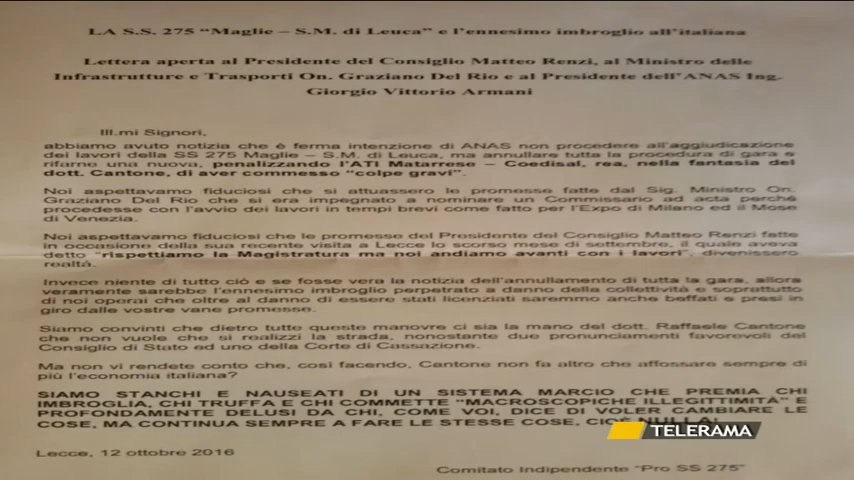 LA S.S. 275 “Maglie – S.M. di Leuca” e l'ennesimo imbroglio all'italiana
Lettera aperta al Presidente del Consiglio Matteo Renzi, al Ministro delle
Infrastrutture e Trasporti On. Graziano Del Rio e al Presidente dell'ANAS Ing.
Giorgio Vittorio Armani
Ill.mi Signori,
abbiamo avuto notizia che è ferma intenzione di ANAS non procedere all'aggiudicazione
dei lavori della SS 275 Maglie – S.M. di Leuca, ma annullare tutta la procedura di gara e
rifarne una nuova, penalizzando l'ATI Matarrese – Coedisal, rea, nella fantasia del
dott. Cantone, di aver commesso “colpe gravi”.
Noi aspettavamo fiduciosi che si attuassero le promesse fatte dal Sig. Ministro On.
Graziano Del Rio che si era impegnato a nominare un Commissario ad acta perché
procedesse con l'avvio dei lavori in tempi brevi come fatto per l'Expo di Milano ed il Mose
di Venezia.
Noi aspettavamo fiduciosi che le promesse del Presidente del Consiglio Matteo Renzi fatte
in occasione della sua recente visita a Lecce lo scorso mese di settembre, il quale aveva
detto “rispettiamo la Magistratura ma noi andiamo avanti con i lavori”, divenissero
realtà.
Invece niente di tutto ciò e se fosse vera la notizia dell'annullamento di tutta la gara, allora
veramente sarebbe l'ennesimo imbroglio perpetrato a danno della collettività e soprattutto
di noi operai che oltre al danno di essere stati licenziati saremmo anche beffati e presi in
giro dalle vostre vane promesse.
Siamo convinti che dietro tutte queste manovre ci sia la mano del dott. Raffaele Cantone
che non vuole che si realizzi la strada, nonostante due pronunciamenti favorevoli del
Consiglio di Stato ed uno della Corte di Cassazione.
Ma non vi rendete conto che, così facendo, Cantone non fa altro che affossare sempre di
più l'economia italiana?
SIAMO STANCHI E NAUSEATI DI UN SISTEMA MARCIO CHE PREMIA CHI
IMBROGLIA, CHI TRUFFA E CHI COMMETTE “MACROSCOPICHE ILLEGITTIMITÀ” E
PROFONDAMENTE DELUSI DA CHI, COME VOI, DICE DI VOLER CAMBIARE LE
COSE, MA CONTINUA SEMPRE A FARE LE STESSE COSE,
TELERAMA
Lecce, 12 ottobre 2016
Comitato Indipendente “Pro SS 275”